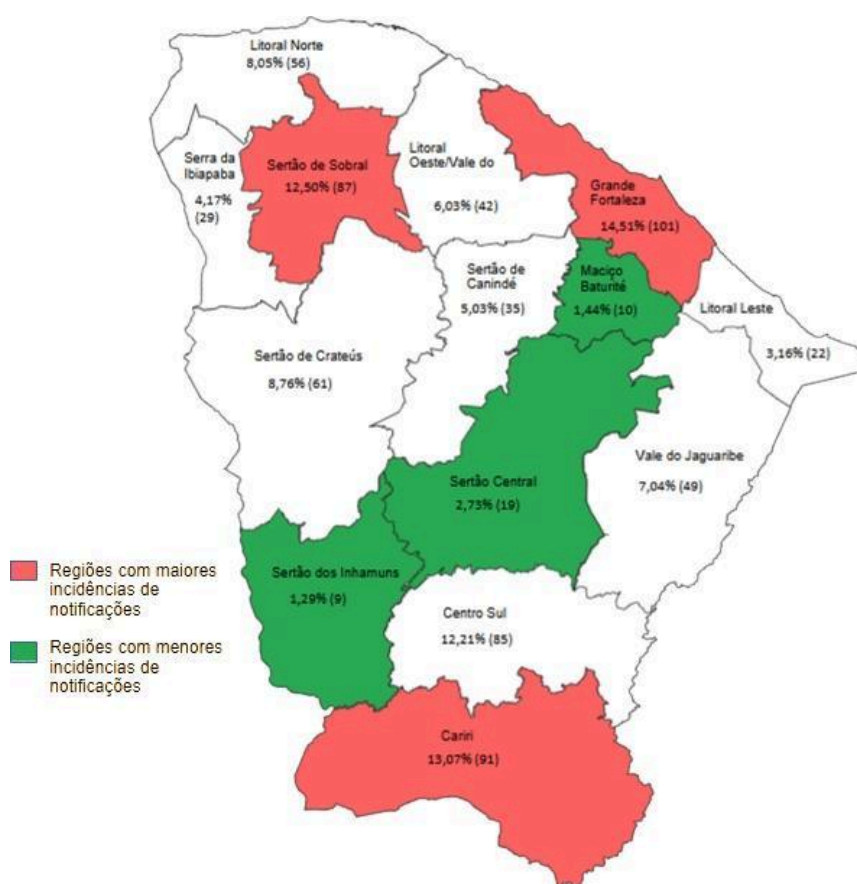 Litoral Norte
8,05% (56)
Serra da
Ibiapaba
4,17%
(29)
Sertão de Sobral
12,50% (87)
Litoral
Oeste/Vale do
6,03% (42)
Grande
Fortaleza
14,51% (101)
Sertão de
Canindé
5,03% (35)
Maciço
Baturité
1,44% (10)
Litoral Leste
3,16% (22)
Sertão de Crateús
8,76% (61)
Sertão Central
2,73% (19)
Vale do Jaguaribe
7,04% (49)
Sertão dos Inhamuns
1,29% (9)
Centro Sul
12,21% (85)
Cariri
13,07% (91)
Regiões com maiores
incidências de
notificações
Regiões com menores
incidências de
notificações